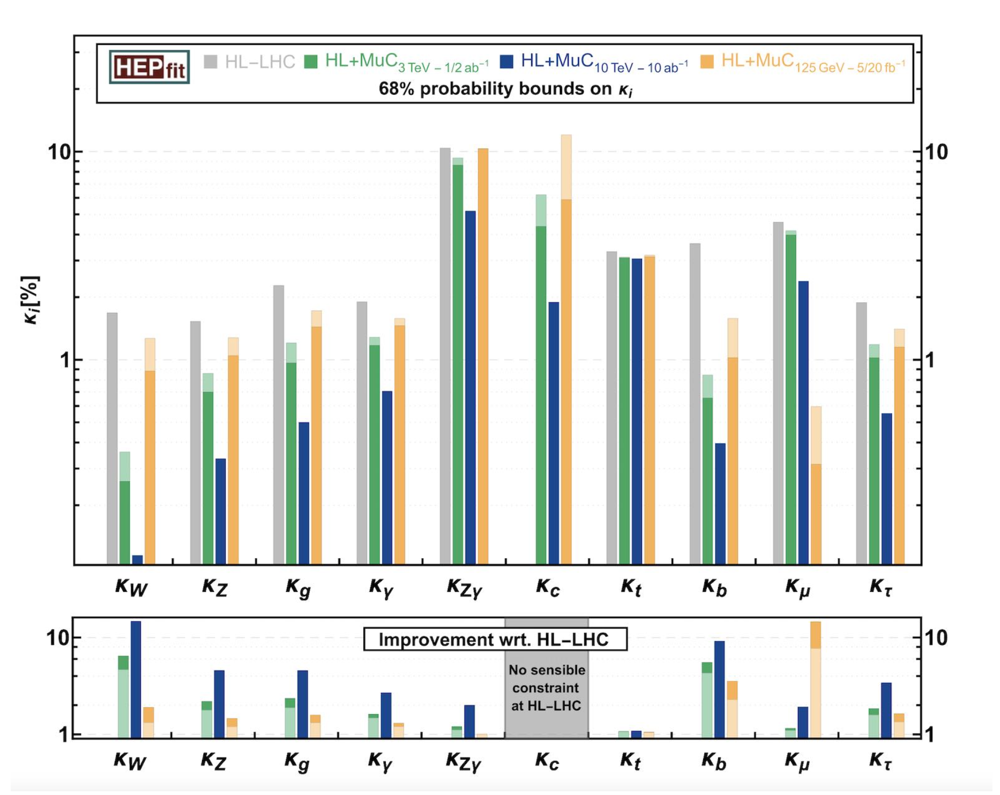 HEPfit HL–LHC HL+MuC3 TeV – 1/2 ab−1 HL+MuC10 TeV – 10 ab−1 HL+MuC125 GeV – 5/20 fb−1
68% probability bounds on κi
10 10
1 1
κi[%]
κW κZ κg κγ κZγ κc κt κb κμ κτ
10 Improvement wrt. HL–LHC 10
No sensible
constraint
at HL–LHC
1 1
κW κZ κg κγ κZγ κc κt κb κμ κτ